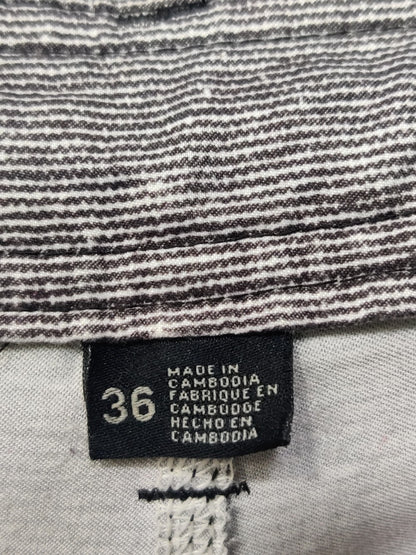 36
MADE IN
CAMBODIA
FABRIQUE EN
CAMBODGE
HECHO EN
CAMBODIA